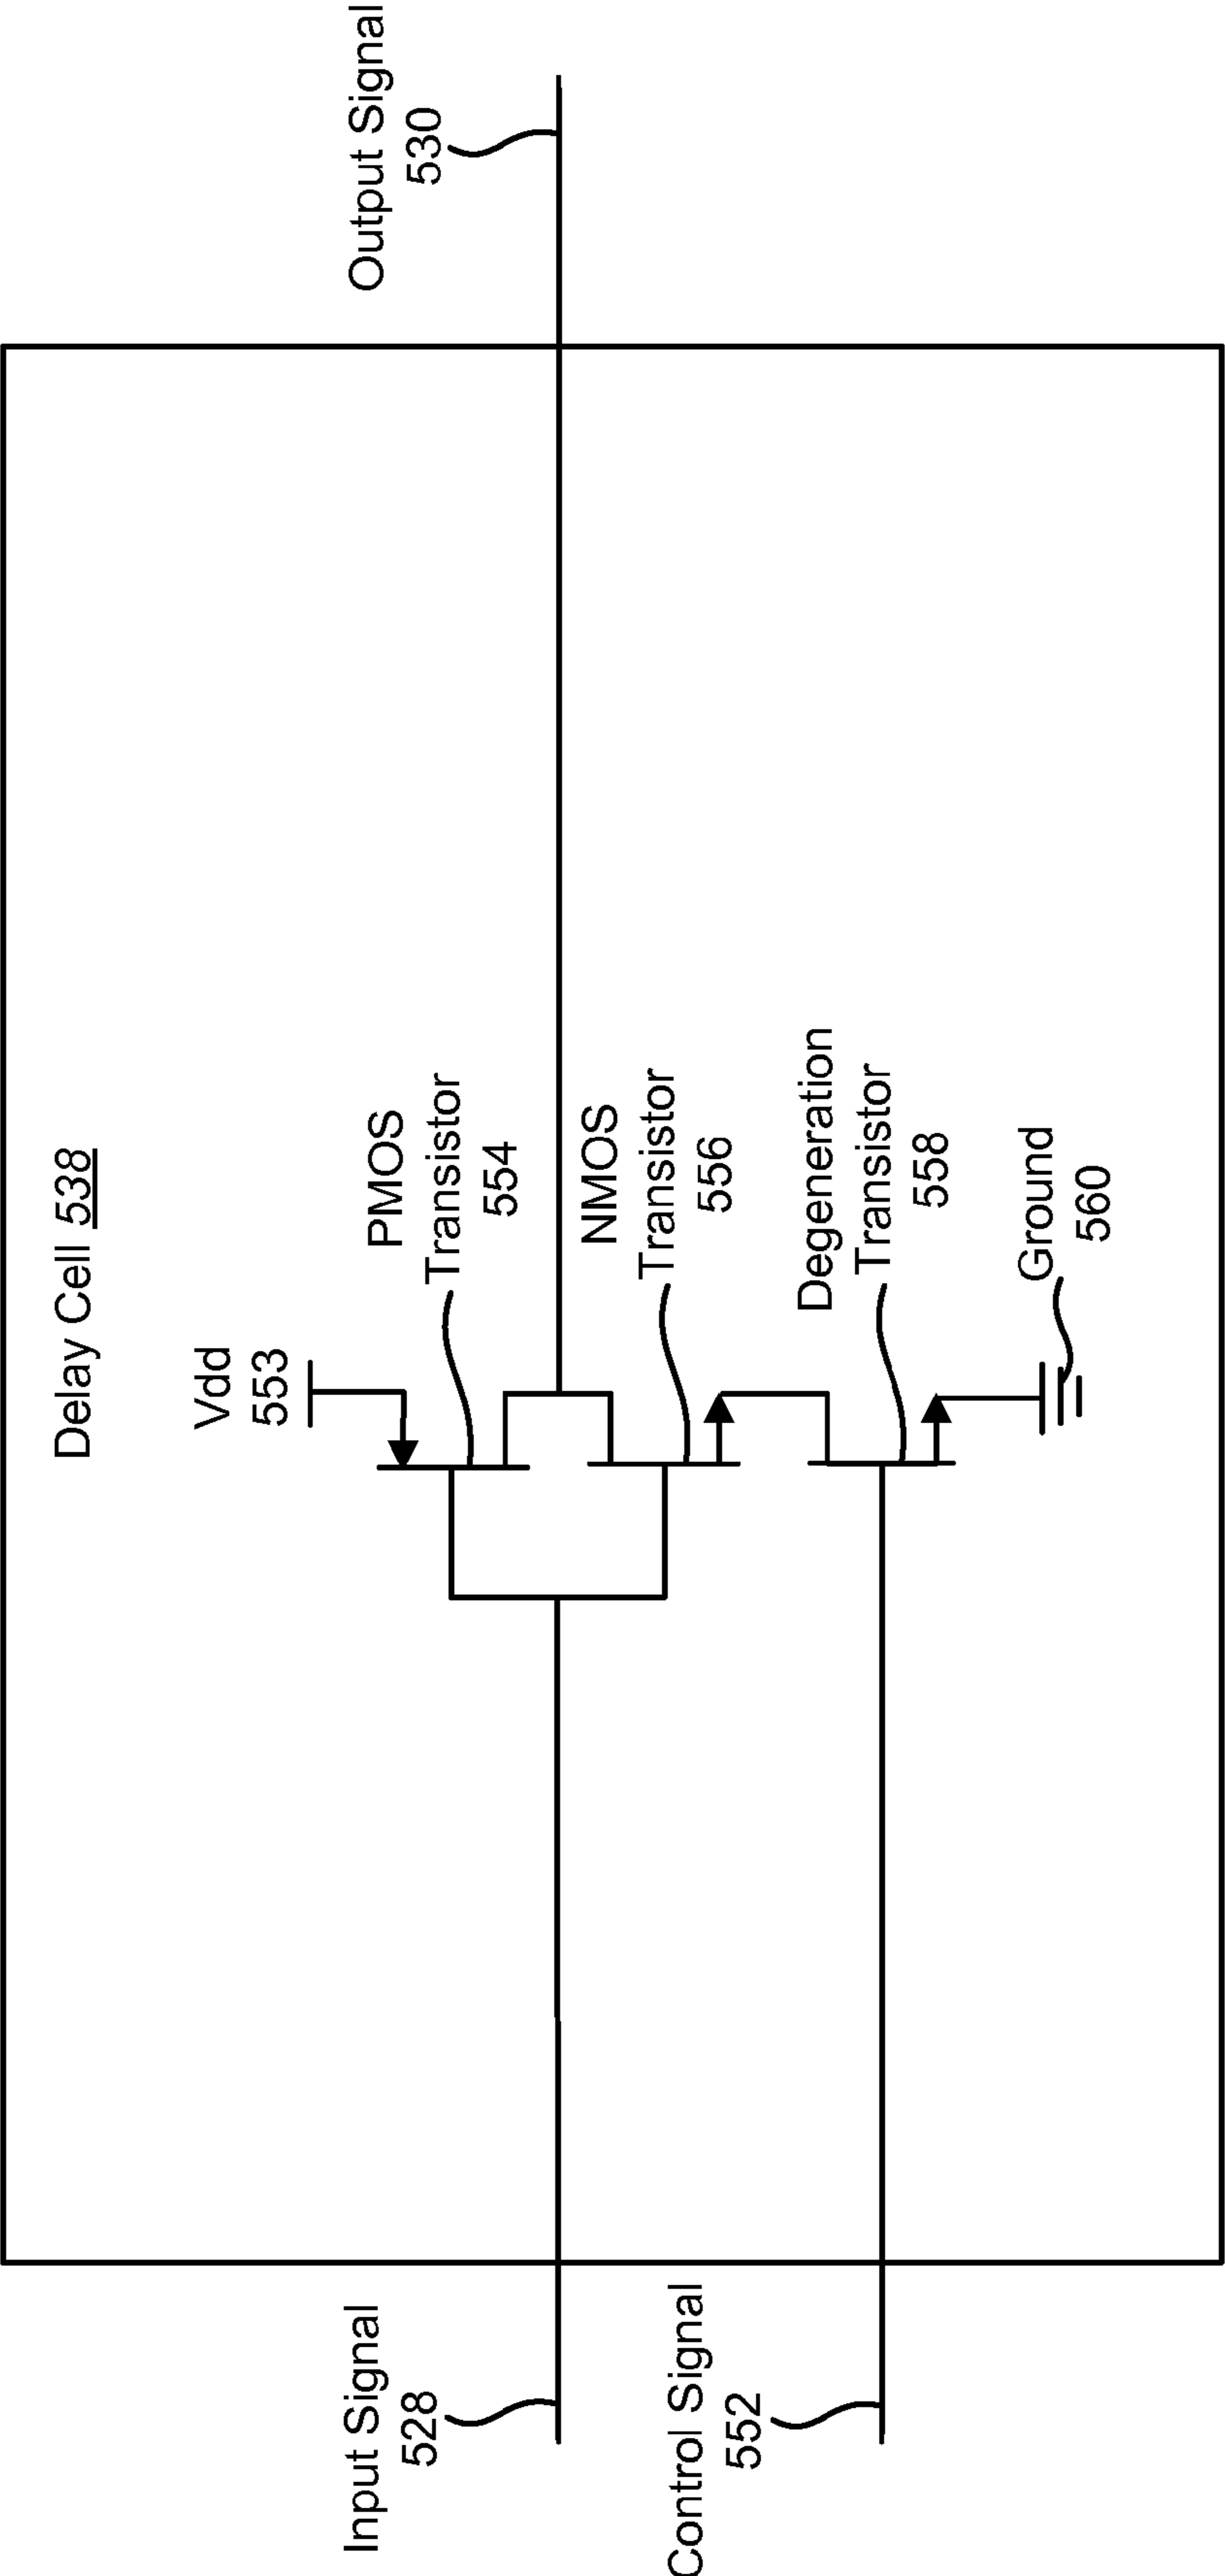 Delay Cell 538
Vdd
553
PMOS
Transistor
554
Output Signal
530
Input Signal
528
NMOS
Transistor
556
Control Signal
552
Degeneration
Transistor
558
Ground
560